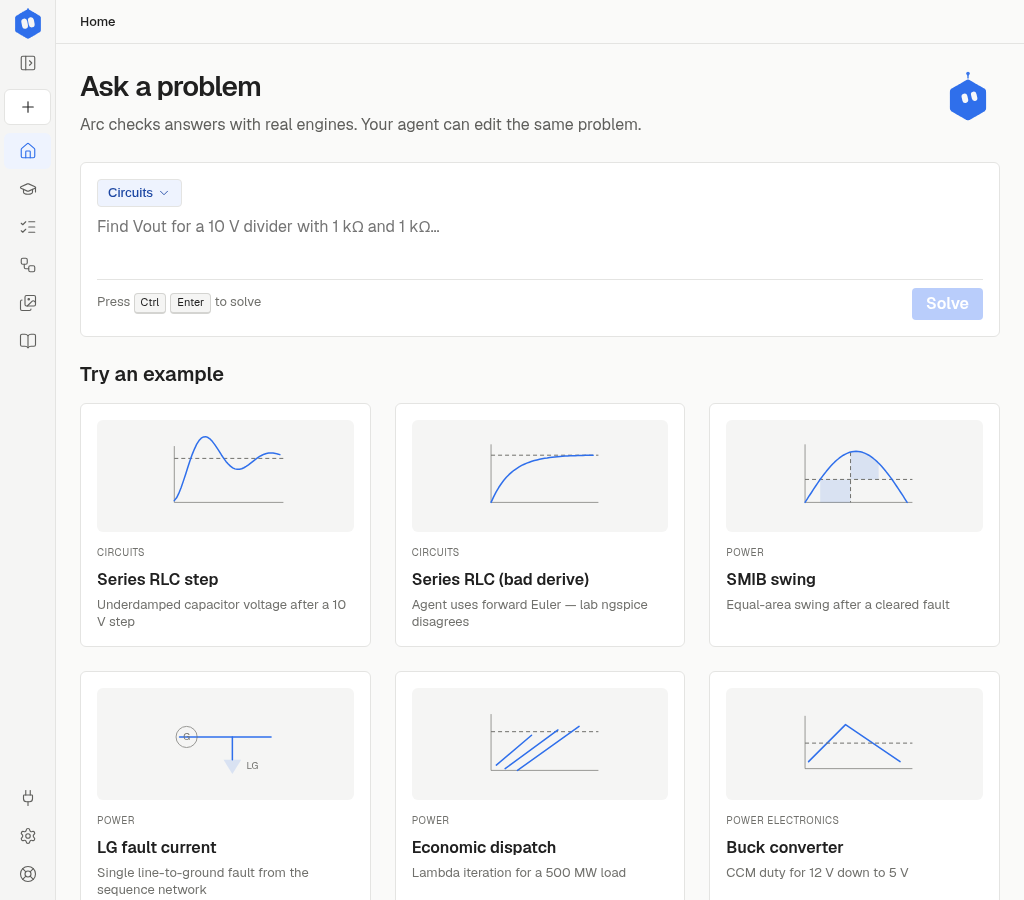 Home
Ask a problem
Arc checks answers with real engines. Your agent can edit the same problem.
Circuits
Find Vout for a 10 V divider with 1 kΩ and 1 kΩ…
Press Ctrl Enter to solve
Solve
Try an example
CIRCUITS
Series RLC step
Underdamped capacitor voltage after a 10
V step
CIRCUITS
Series RLC (bad derive)
Agent uses forward Euler — lab ngspice
disagrees
POWER
SMIB swing
Equal-area swing after a cleared fault
G
LG
POWER
LG fault current
Single line-to-ground fault from the
sequence network
POWER
Economic dispatch
Lambda iteration for a 500 MW load
POWER ELECTRONICS
Buck converter
CCM duty for 12 V down to 5 V